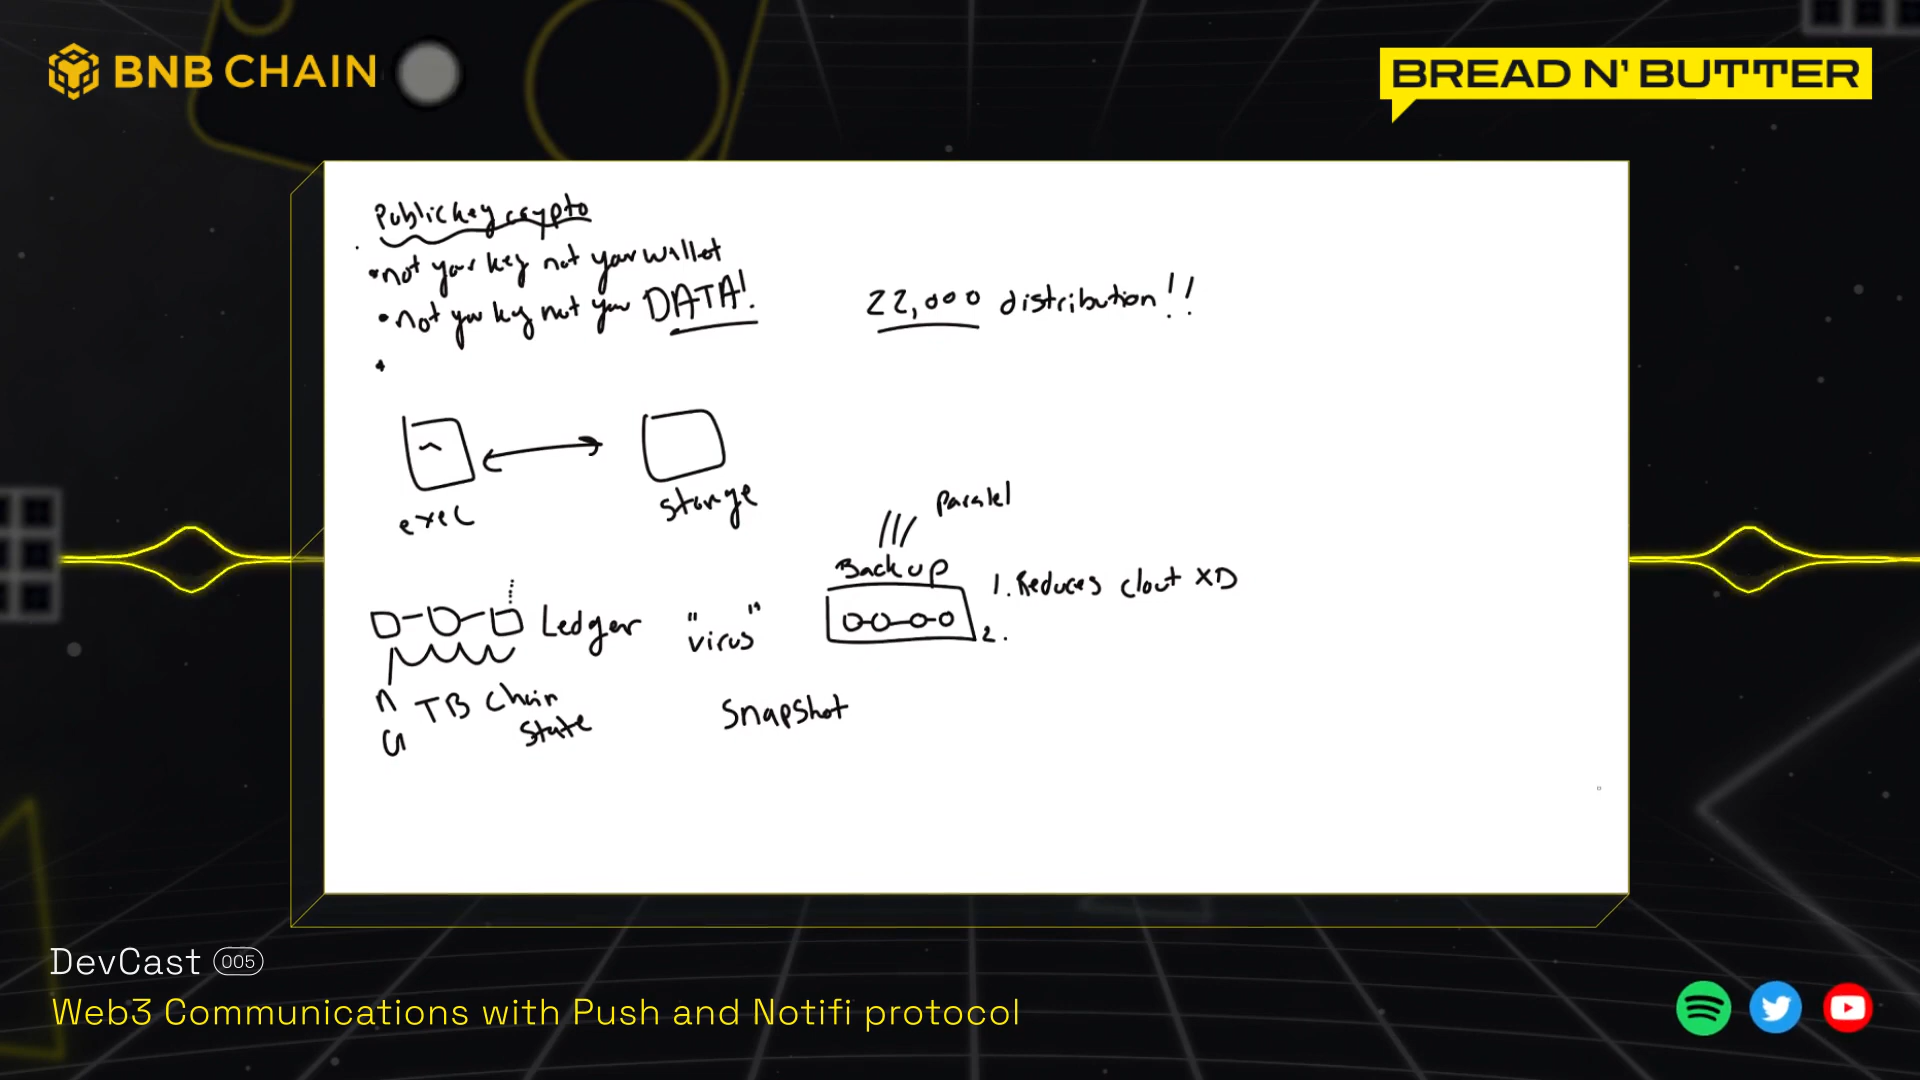 BNB CHAIN
BREAD N' BUTTER
Public key crypto
• not your key not your wallet
• not your key not your DATA!
22,000 distribution!!
exec
storage
Paralel
Backup
1. Reduces clout XD
2.
Ledger
"virus"
TB Chain
State
Snapshot
DevCast 005
Web3 Communications with Push and Notifi protocol